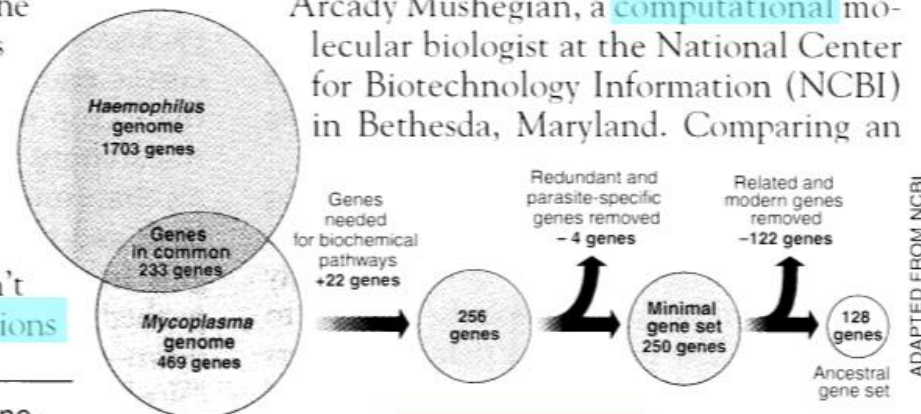 Arcady Mushegian, a computational mo-
lecular biologist at the National Center
for Biotechnology Information (NCBI)
in Bethesda, Maryland. Comparing an
Haemophilus
genome
1703 genes
Genes
in common
233 genes
Mycoplasma
genome
469 genes
Genes
needed
for biochemical
pathways
+22 genes
256
genes
Redundant and
parasite-specific
genes removed
– 4 genes
Minimal
gene set
250 genes
Related and
modern genes
removed
–122 genes
128
genes
Ancestral
gene set
ADAPTED FROM NCBI